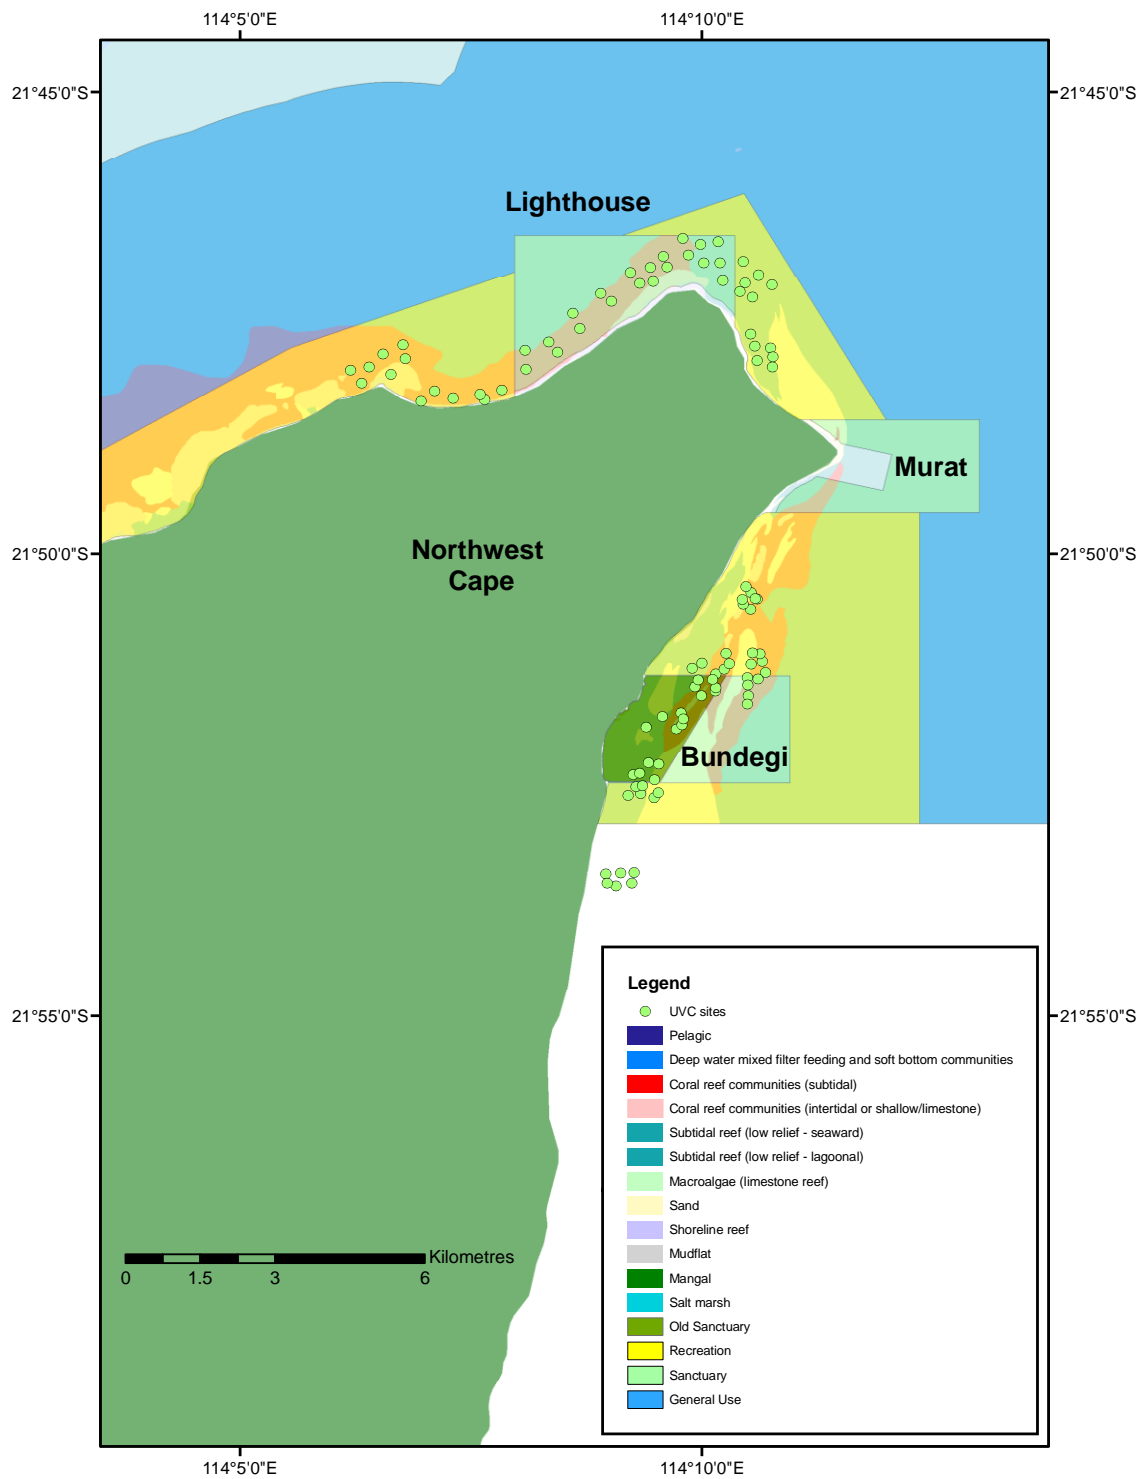 114°5'0"E
114°10'0"E
21°45'0"S
21°45'0"S
Lighthouse
Murat
Northwest
Cape
21°50'0"S
21°50'0"S
Bundegi
21°55'0"S
21°55'0"S
Legend
UVC sites
Pelagic
Deep water mixed filter feeding and soft bottom communities
Coral reef communities (subtidal)
Coral reef communities (intertidal or shallow/limestone)
Subtidal reef (low relief - seaward)
Subtidal reef (low relief - lagoonal)
Macroalgae (limestone reef)
Sand
Shoreline reef
Mudflat
Mangal
Salt marsh
Old Sanctuary
Recreation
Sanctuary
General Use
Kilometres
0 1.5 3 6
114°5'0"E
114°10'0"E